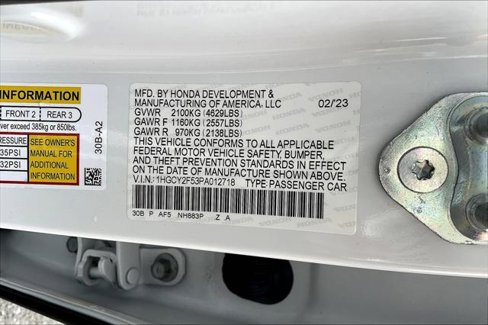 INFORMATION
FRONT 2 REAR 3
ver exceed 385kg or 850lbs.
PRESSURE
35PSI
32PSI
SEE OWNER'S
MANUAL FOR
ADDITIONAL
INFORMATION
30B-A2
MFD. BY HONDA DEVELOPMENT &
MANUFACTURING OF AMERICA, LLC 02/23
GVWR 2100KG (4629LBS)
GAWR F 1160KG (2557LBS)
GAWR R 970KG (2138LBS)
THIS VEHICLE CONFORMS TO ALL APPLICABLE
FEDERAL MOTOR VEHICLE SAFETY, BUMPER,
AND THEFT PREVENTION STANDARDS IN EFFECT
ON THE DATE OF MANUFACTURE SHOWN ABOVE.
V.I.N.: 1HGCY2F53PA012718 TYPE PASSENGER CAR
30B P AF5 NH883P Z A